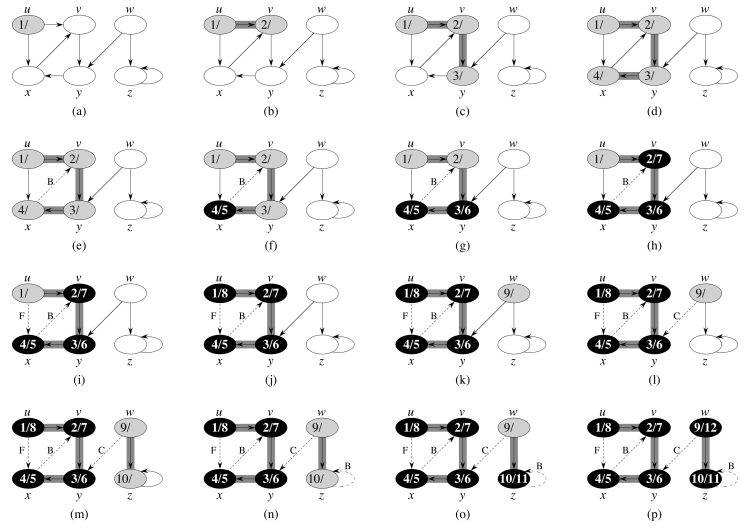 u v w u v w u v w u v w
1/ 1/ 2/ 1/ 2/ 1/ 2/
3/ 4/ 3/
x y z x y z x y z x y z
(a) (b) (c) (d)
u v w u v w u v w u v w
1/ 2/ 1/ 2/ 1/ 2/ 1/ 2/7
B B B B
4/ 3/ 4/5 3/ 4/5 3/6 4/5 3/6
x y z x y z x y z x y z
(e) (f) (g) (h)
u v w u v w u v w u v w
1/ 2/7 1/8 2/7 1/8 2/7 9/ 1/8 2/7 9/
F B F B F B F B C
4/5 3/6 4/5 3/6 4/5 3/6 4/5 3/6
x y z x y z x y z x y z
(i) (j) (k) (l)
u v w u v w u v w u v w
1/8 2/7 9/ 1/8 2/7 9/ 1/8 2/7 9/ 1/8 2/7 9/12
F B C F B C B F B C B F B C B
4/5 3/6 10/ 4/5 3/6 10/ 4/5 3/6 10/11 4/5 3/6 10/11
x y z x y z x y z x y z
(m) (n) (o) (p)